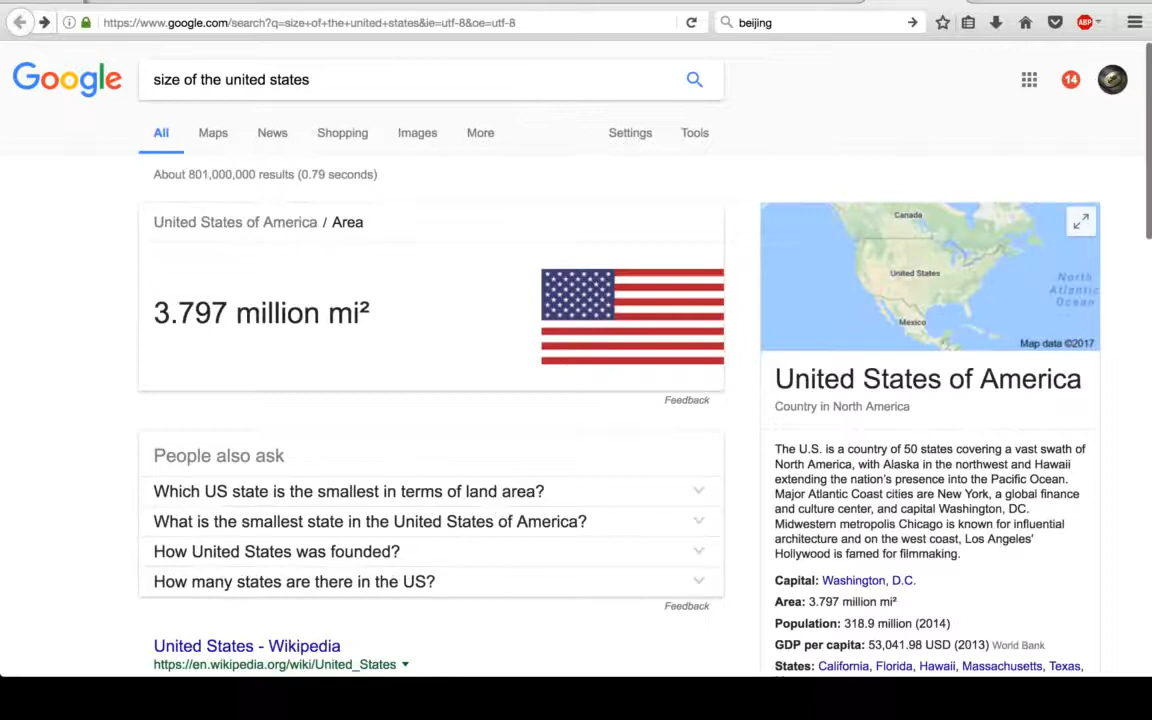 https://www.google.com/search?q=size+of+the+united+states&ie=utf-8&oe=utf-8
beijing
ABP
Google
size of the united states
14
All Maps News Shopping Images More Settings Tools
About 801,000,000 results (0.79 seconds)
United States of America / Area
3.797 million mi²
Feedback
People also ask
Which US state is the smallest in terms of land area?
What is the smallest state in the United States of America?
How United States was founded?
How many states are there in the US?
Feedback
United States - Wikipedia
https://en.wikipedia.org/wiki/United_States
Canada
United States
North
Atlantic
Ocean
Mexico
Map data ©2017
United States of America
Country in North America
The U.S. is a country of 50 states covering a vast swath of
North America, with Alaska in the northwest and Hawaii
extending the nation's presence into the Pacific Ocean.
Major Atlantic Coast cities are New York, a global finance
and culture center, and capital Washington, DC.
Midwestern metropolis Chicago is known for influential
architecture and on the west coast, Los Angeles'
Hollywood is famed for filmmaking.
Capital: Washington, D.C.
Area: 3.797 million mi²
Population: 318.9 million (2014)
GDP per capita: 53,041.98 USD (2013) World Bank
States: California, Florida, Hawaii, Massachusetts, Texas,